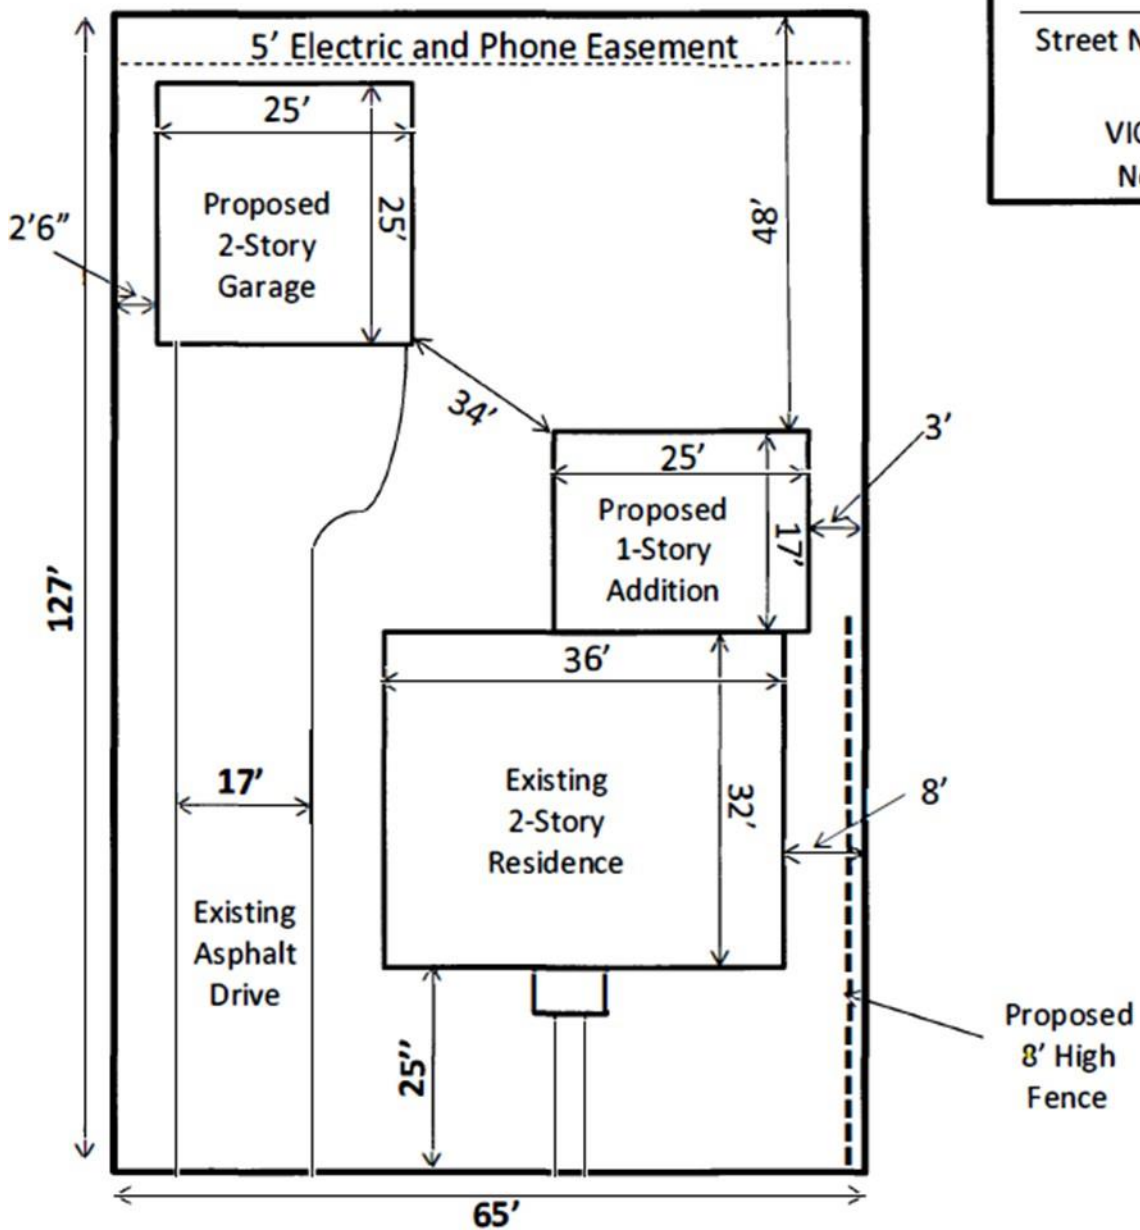 5’ Electric and Phone Easement
Street N
25’
25’
Proposed
2-Story
Garage
48’
VIC
2’6”
34’
25’
3’
Proposed
1-Story
Addition
17’
127’
36’
17’
Existing
2-Story
Residence
32’
8’
Existing
Asphalt
Drive
25”
Proposed
8’ High
Fence
65’